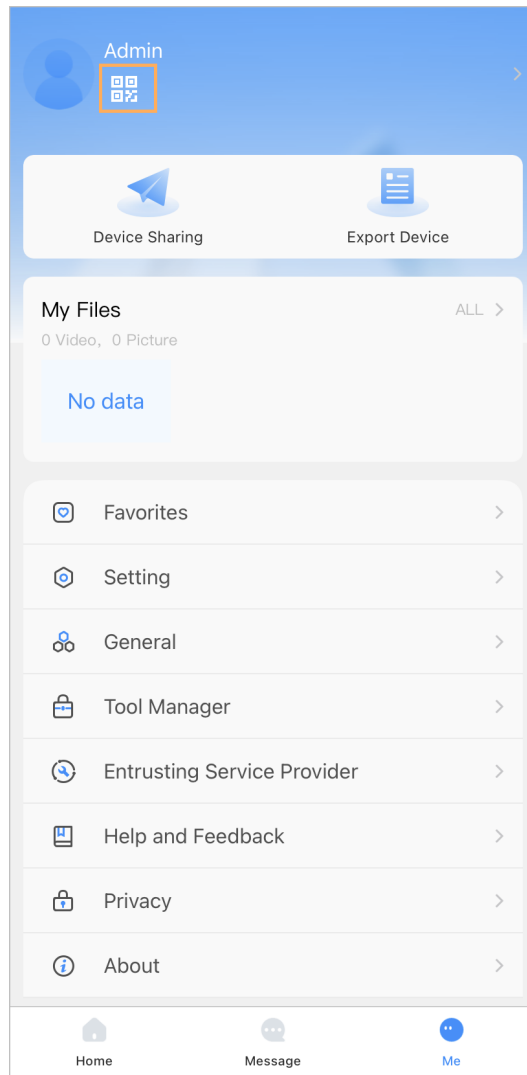 Admin
Device Sharing
Export Device
My Files
ALL
0 Video，0 Picture
No data
Favorites
Setting
General
Tool Manager
Entrusting Service Provider
Help and Feedback
Privacy
About
Home
Message
Me